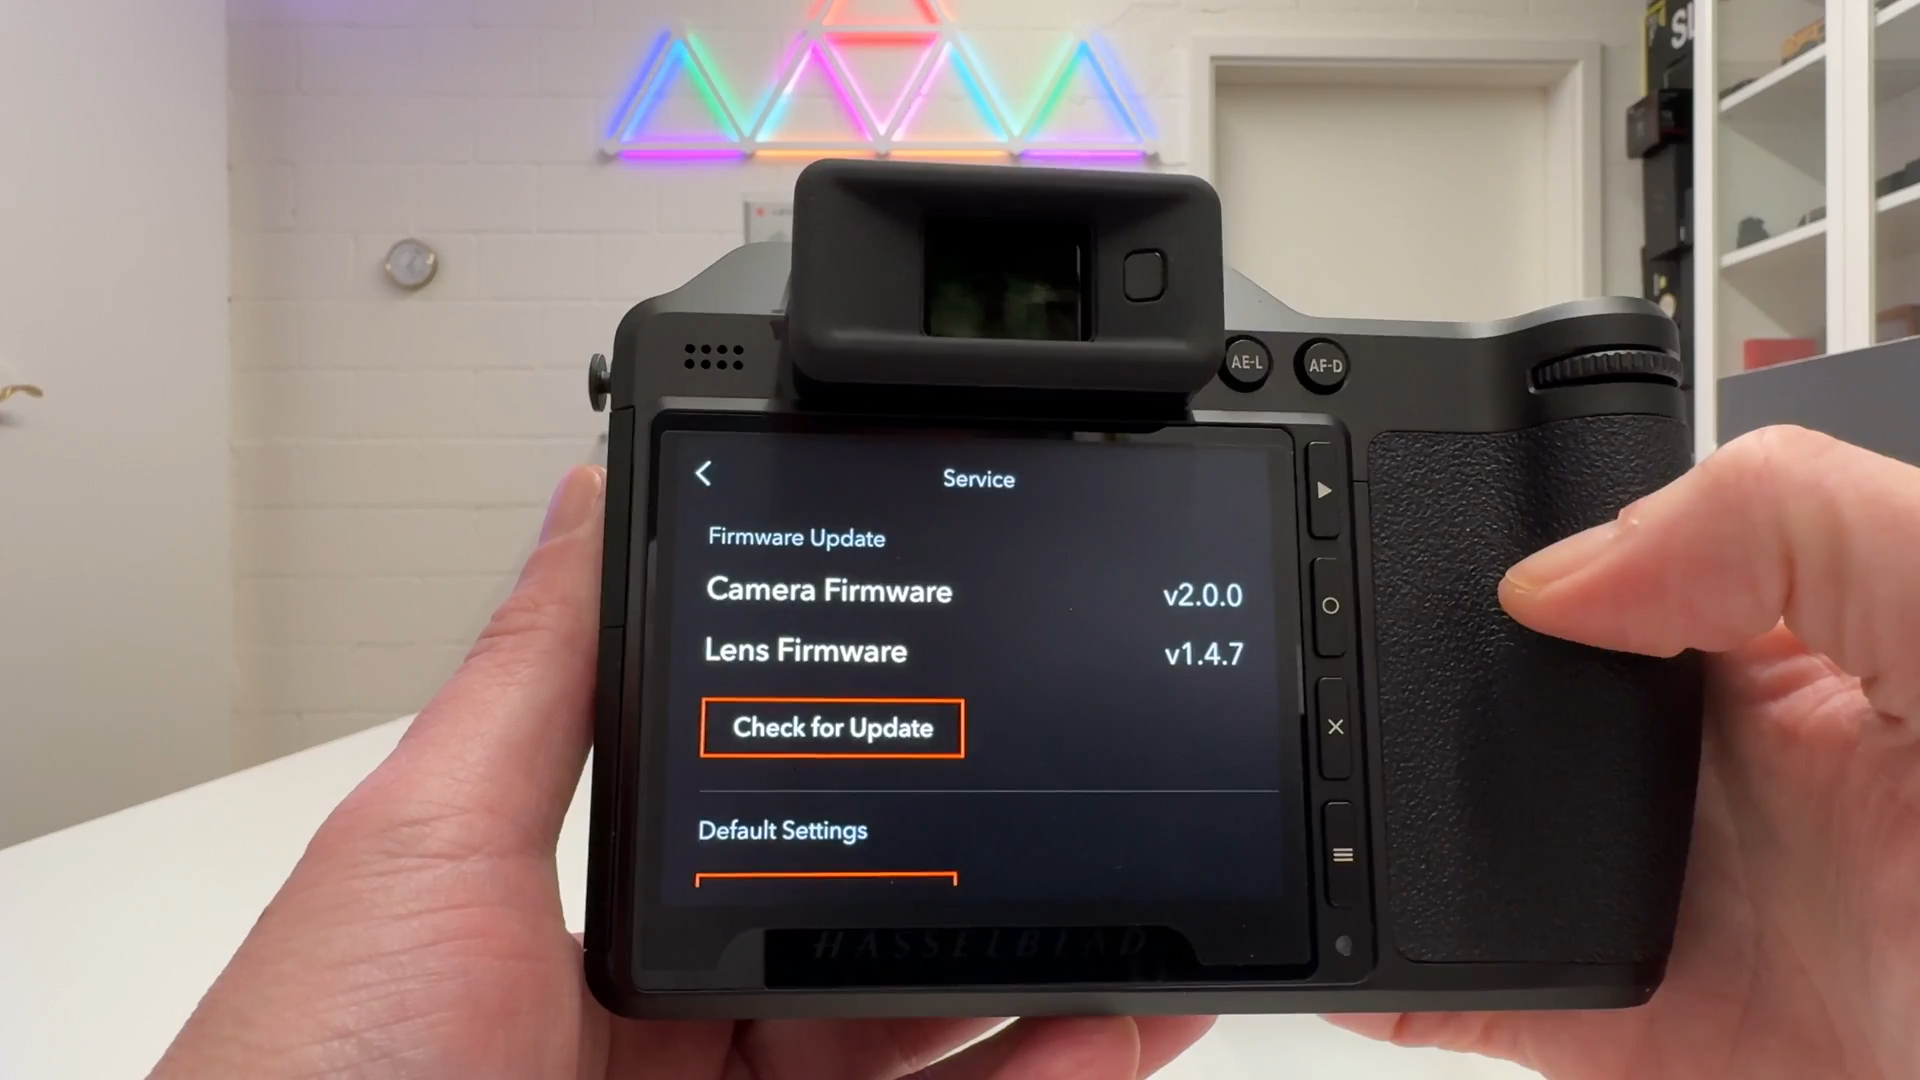 SL
AE-L
AF-D
Service
Firmware Update
Camera Firmware v2.0.0
Lens Firmware v1.4.7
Check for Update
Default Settings
HASSELBLAD